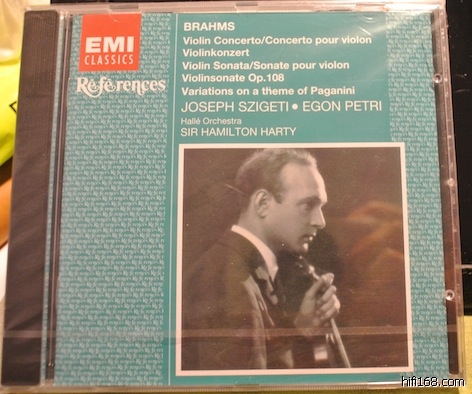 EMI
CLASSICS
Références
BRAHMS
Violin Concerto/Concerto pour violon
Violinkonzert
Violin Sonata/Sonate pour violon
Violinsonate Op.108
Variations on a theme of Paganini
JOSEPH SZIGETI • EGON PETRI
Hallé Orchestra
SIR HAMILTON HARTY
hifi168.com